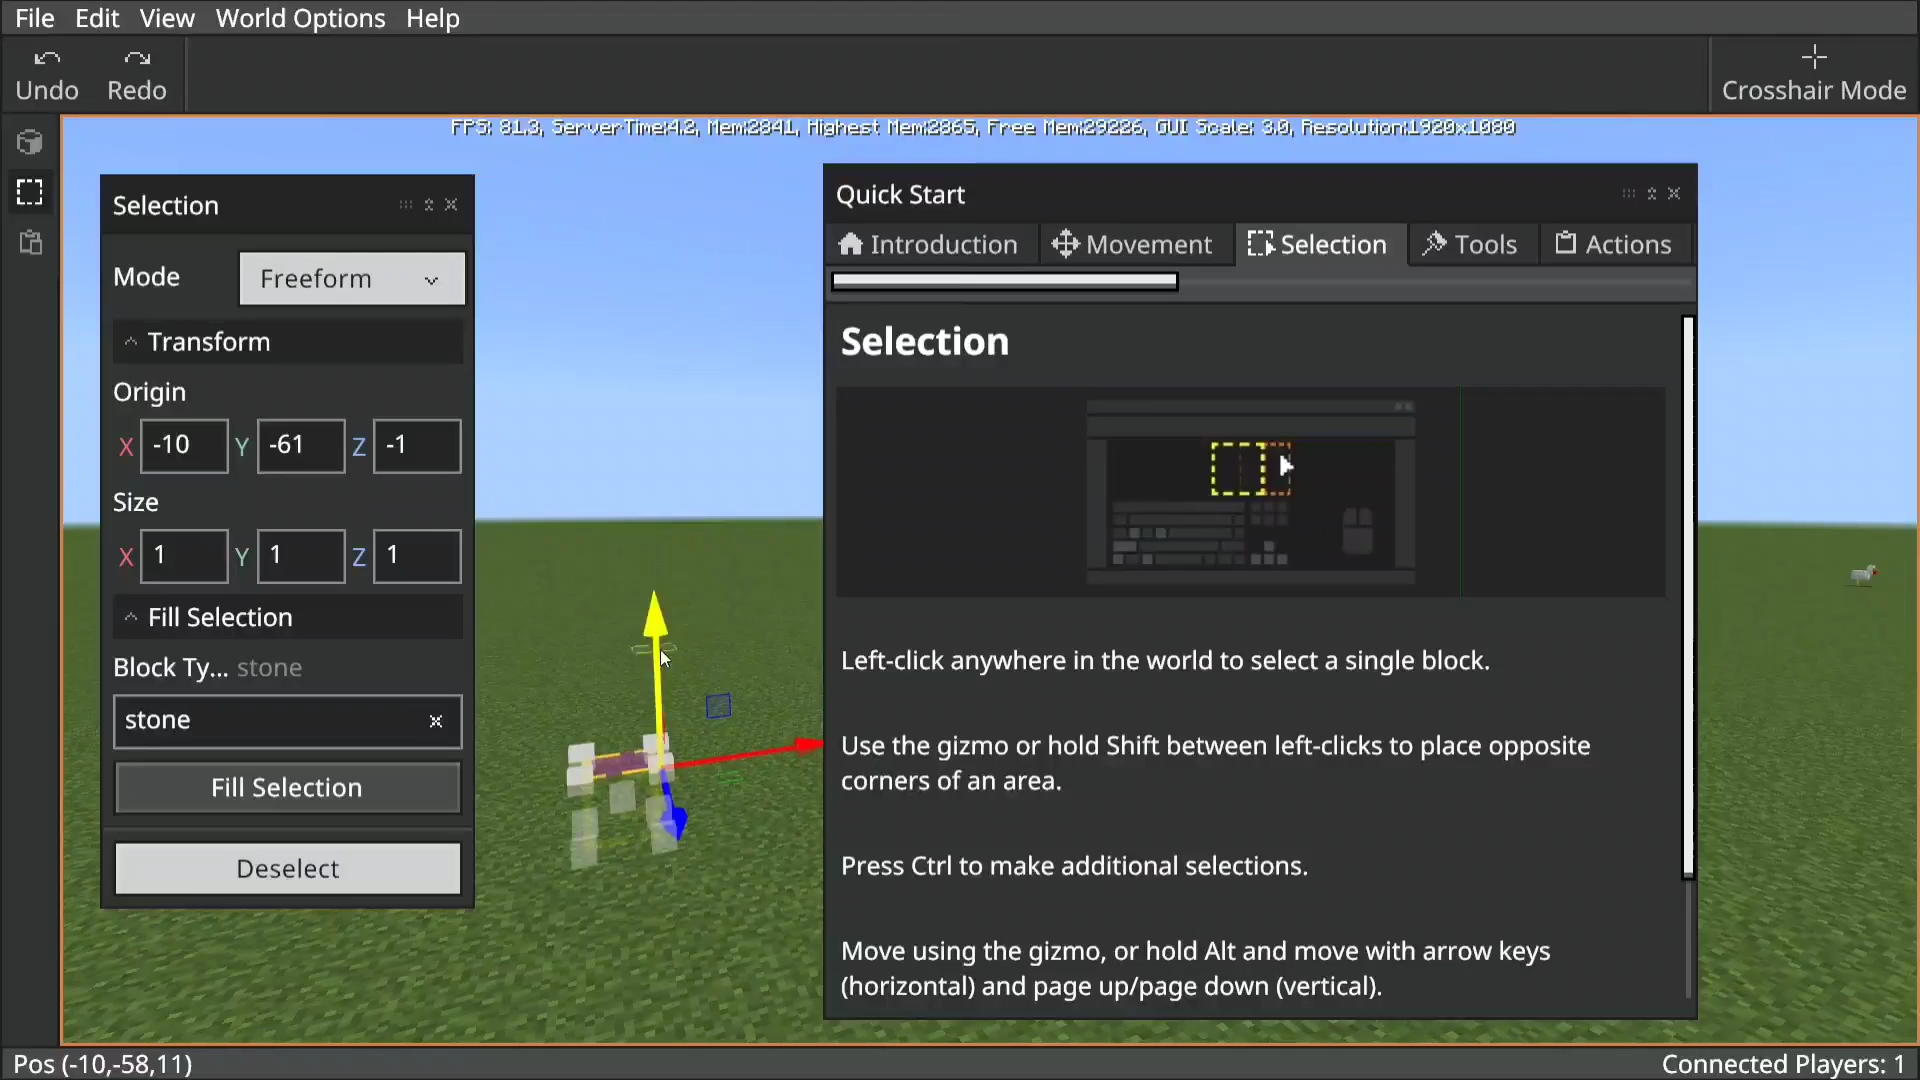 File Edit View World Options Help
Undo Redo Crosshair Mode
FPS: 81.3, ServerTime:4.2, Mem:2841, Highest Mem:2865, Free Mem:29226, GUI Scale: 3.0, Resolution:1920x1080
Selection
Mode Freeform
Transform
Origin
X -10 Y -61 Z -1
Size
X 1 Y 1 Z 1
Fill Selection
Block Ty... stone
stone
Fill Selection
Deselect
Quick Start
Introduction Movement Selection Tools Actions
Selection
Left-click anywhere in the world to select a single block.
Use the gizmo or hold Shift between left-clicks to place opposite
corners of an area.
Press Ctrl to make additional selections.
Move using the gizmo, or hold Alt and move with arrow keys
(horizontal) and page up/page down (vertical).
Pos (-10,-58,11) Connected Players: 1